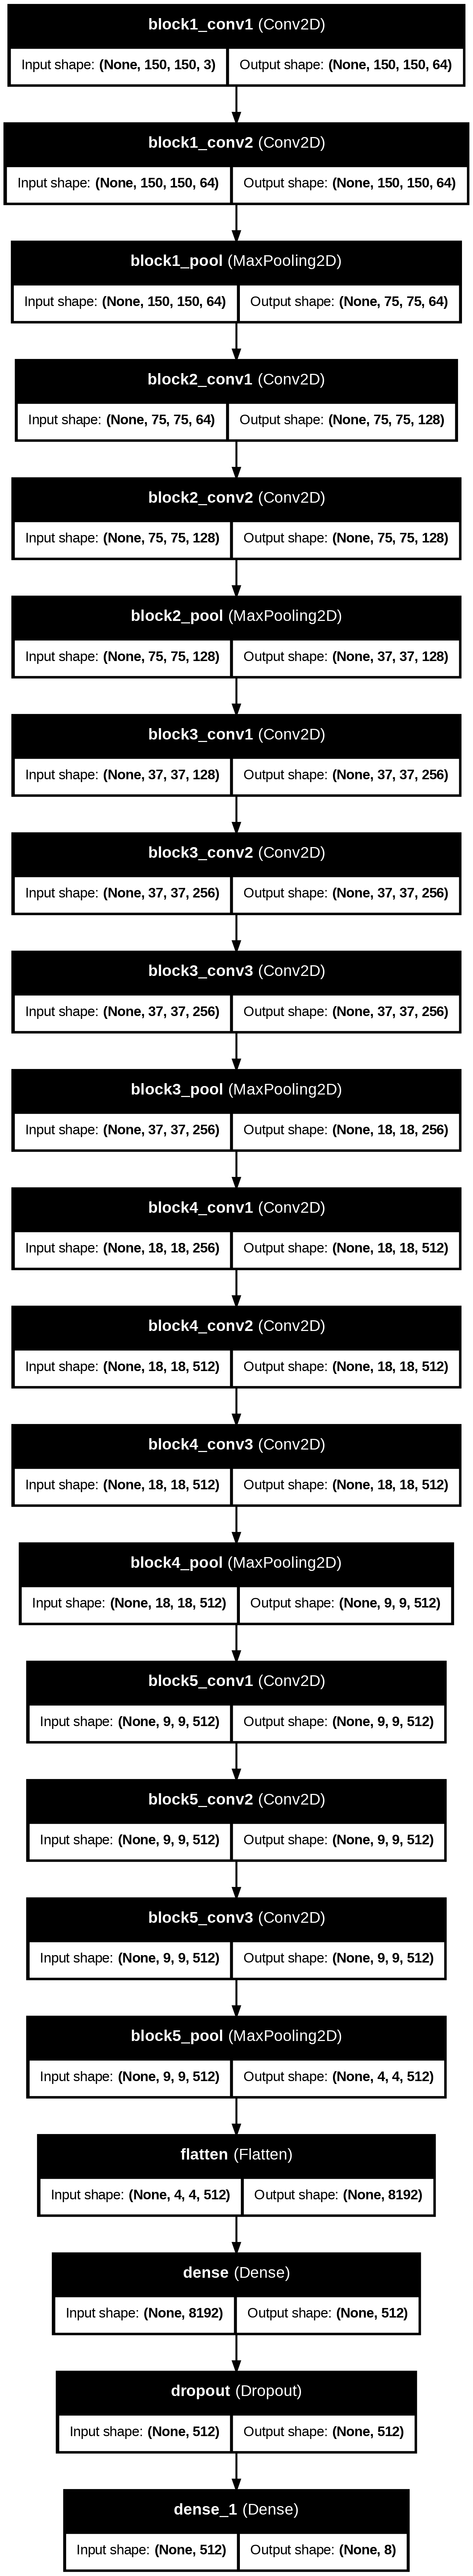 block1_conv1 (Conv2D)
Input shape: (None, 150, 150, 3) Output shape: (None, 150, 150, 64)
block1_conv2 (Conv2D)
Input shape: (None, 150, 150, 64) Output shape: (None, 150, 150, 64)
block1_pool (MaxPooling2D)
Input shape: (None, 150, 150, 64) Output shape: (None, 75, 75, 64)
block2_conv1 (Conv2D)
Input shape: (None, 75, 75, 64) Output shape: (None, 75, 75, 128)
block2_conv2 (Conv2D)
Input shape: (None, 75, 75, 128) Output shape: (None, 75, 75, 128)
block2_pool (MaxPooling2D)
Input shape: (None, 75, 75, 128) Output shape: (None, 37, 37, 128)
block3_conv1 (Conv2D)
Input shape: (None, 37, 37, 128) Output shape: (None, 37, 37, 256)
block3_conv2 (Conv2D)
Input shape: (None, 37, 37, 256) Output shape: (None, 37, 37, 256)
block3_conv3 (Conv2D)
Input shape: (None, 37, 37, 256) Output shape: (None, 37, 37, 256)
block3_pool (MaxPooling2D)
Input shape: (None, 37, 37, 256) Output shape: (None, 18, 18, 256)
block4_conv1 (Conv2D)
Input shape: (None, 18, 18, 256) Output shape: (None, 18, 18, 512)
block4_conv2 (Conv2D)
Input shape: (None, 18, 18, 512) Output shape: (None, 18, 18, 512)
block4_conv3 (Conv2D)
Input shape: (None, 18, 18, 512) Output shape: (None, 18, 18, 512)
block4_pool (MaxPooling2D)
Input shape: (None, 18, 18, 512) Output shape: (None, 9, 9, 512)
block5_conv1 (Conv2D)
Input shape: (None, 9, 9, 512) Output shape: (None, 9, 9, 512)
block5_conv2 (Conv2D)
Input shape: (None, 9, 9, 512) Output shape: (None, 9, 9, 512)
block5_conv3 (Conv2D)
Input shape: (None, 9, 9, 512) Output shape: (None, 9, 9, 512)
block5_pool (MaxPooling2D)
Input shape: (None, 9, 9, 512) Output shape: (None, 4, 4, 512)
flatten (Flatten)
Input shape: (None, 4, 4, 512) Output shape: (None, 8192)
dense (Dense)
Input shape: (None, 8192) Output shape: (None, 512)
dropout (Dropout)
Input shape: (None, 512) Output shape: (None, 512)
dense_1 (Dense)
Input shape: (None, 512) Output shape: (None, 8)